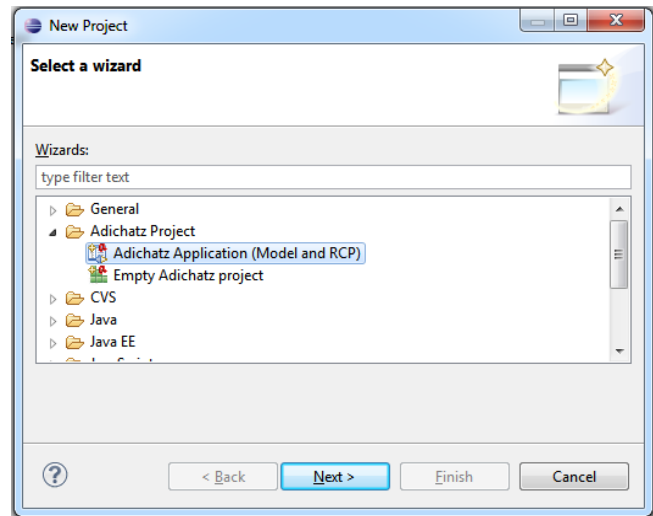 New Project
Select a wizard
Wizards:
type filter text
General
Adichatz Project
Adichatz Application (Model and RCP)
Empty Adichatz project
CVS
Java
Java EE
< Back Next > Finish Cancel